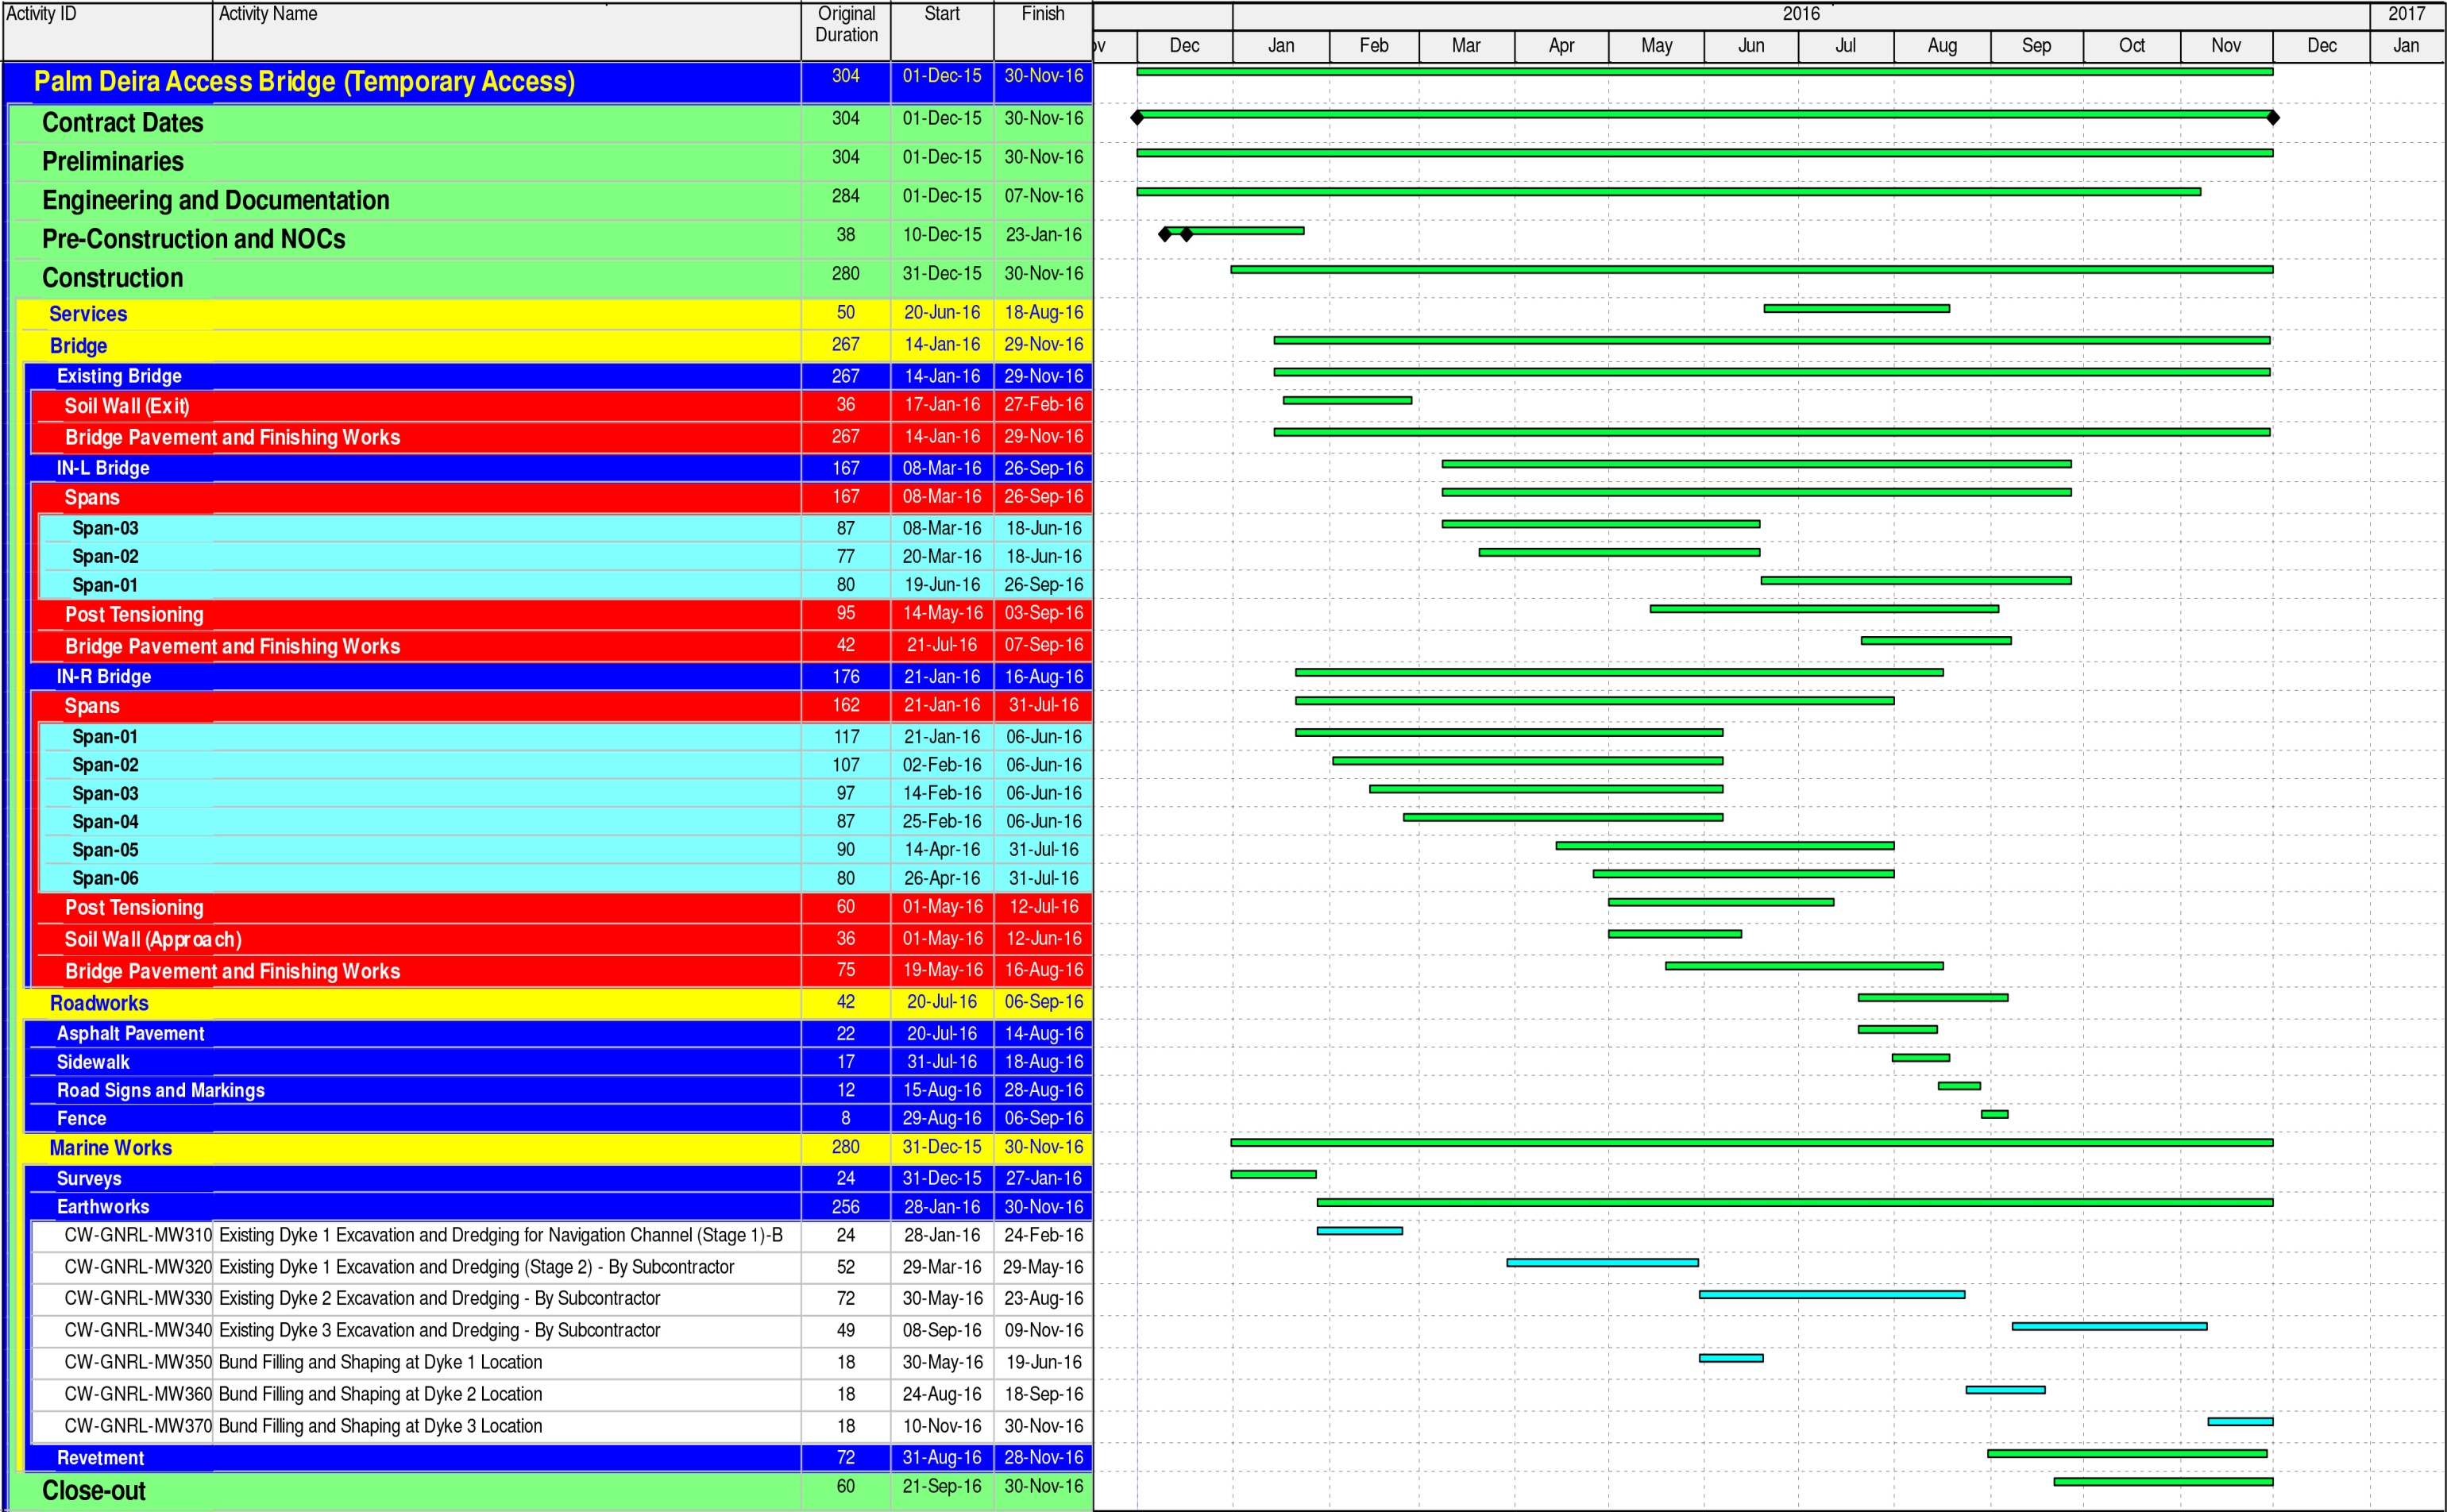 Activity ID Activity Name Original Start Finish 2016 2017
Duration ov Dec Jan Feb Mar Apr May Jun Jul Aug Sep Oct Nov Dec Jan
Palm Deira Access Bridge (Temporary Access) 304 01-Dec-15 30-Nov-16
Contract Dates 304 01-Dec-15 30-Nov-16
Preliminaries 304 01-Dec-15 30-Nov-16
Engineering and Documentation 284 01-Dec-15 07-Nov-16
Pre-Construction and NOCs 38 10-Dec-15 23-Jan-16
Construction 280 31-Dec-15 30-Nov-16
Services 50 20-Jun-16 18-Aug-16
Bridge 267 14-Jan-16 29-Nov-16
Existing Bridge 267 14-Jan-16 29-Nov-16
Soil Wall (Exit) 36 17-Jan-16 27-Feb-16
Bridge Pavement and Finishing Works 267 14-Jan-16 29-Nov-16
IN-L Bridge 167 08-Mar-16 26-Sep-16
Spans 167 08-Mar-16 26-Sep-16
Span-03 87 08-Mar-16 18-Jun-16
Span-02 77 20-Mar-16 18-Jun-16
Span-01 80 19-Jun-16 26-Sep-16
Post Tensioning 95 14-May-16 03-Sep-16
Bridge Pavement and Finishing Works 42 21-Jul-16 07-Sep-16
IN-R Bridge 176 21-Jan-16 16-Aug-16
Spans 162 21-Jan-16 31-Jul-16
Span-01 117 21-Jan-16 06-Jun-16
Span-02 107 02-Feb-16 06-Jun-16
Span-03 97 14-Feb-16 06-Jun-16
Span-04 87 25-Feb-16 06-Jun-16
Span-05 90 14-Apr-16 31-Jul-16
Span-06 80 26-Apr-16 31-Jul-16
Post Tensioning 60 01-May-16 12-Jul-16
Soil Wall (Approach) 36 01-May-16 12-Jun-16
Bridge Pavement and Finishing Works 75 19-May-16 16-Aug-16
Roadworks 42 20-Jul-16 06-Sep-16
Asphalt Pavement 22 20-Jul-16 14-Aug-16
Sidewalk 17 31-Jul-16 18-Aug-16
Road Signs and Markings 12 15-Aug-16 28-Aug-16
Fence 8 29-Aug-16 06-Sep-16
Marine Works 280 31-Dec-15 30-Nov-16
Surveys 24 31-Dec-15 27-Jan-16
Earthworks 256 28-Jan-16 30-Nov-16
CW-GNRL-MW310 Existing Dyke 1 Excavation and Dredging for Navigation Channel (Stage 1)-B 24 28-Jan-16 24-Feb-16
CW-GNRL-MW320 Existing Dyke 1 Excavation and Dredging (Stage 2) - By Subcontractor 52 29-Mar-16 29-May-16
CW-GNRL-MW330 Existing Dyke 2 Excavation and Dredging - By Subcontractor 72 30-May-16 23-Aug-16
CW-GNRL-MW340 Existing Dyke 3 Excavation and Dredging - By Subcontractor 49 08-Sep-16 09-Nov-16
CW-GNRL-MW350 Bund Filling and Shaping at Dyke 1 Location 18 30-May-16 19-Jun-16
CW-GNRL-MW360 Bund Filling and Shaping at Dyke 2 Location 18 24-Aug-16 18-Sep-16
CW-GNRL-MW370 Bund Filling and Shaping at Dyke 3 Location 18 10-Nov-16 30-Nov-16
Revetment 72 31-Aug-16 28-Nov-16
Close-out 60 21-Sep-16 30-Nov-16